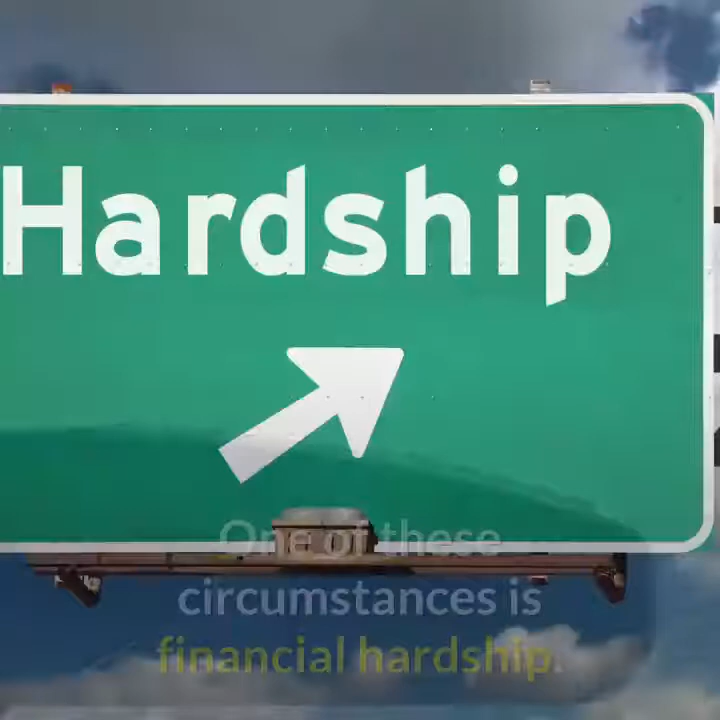 Hardship
One of these
circumstances is
financial hardship.